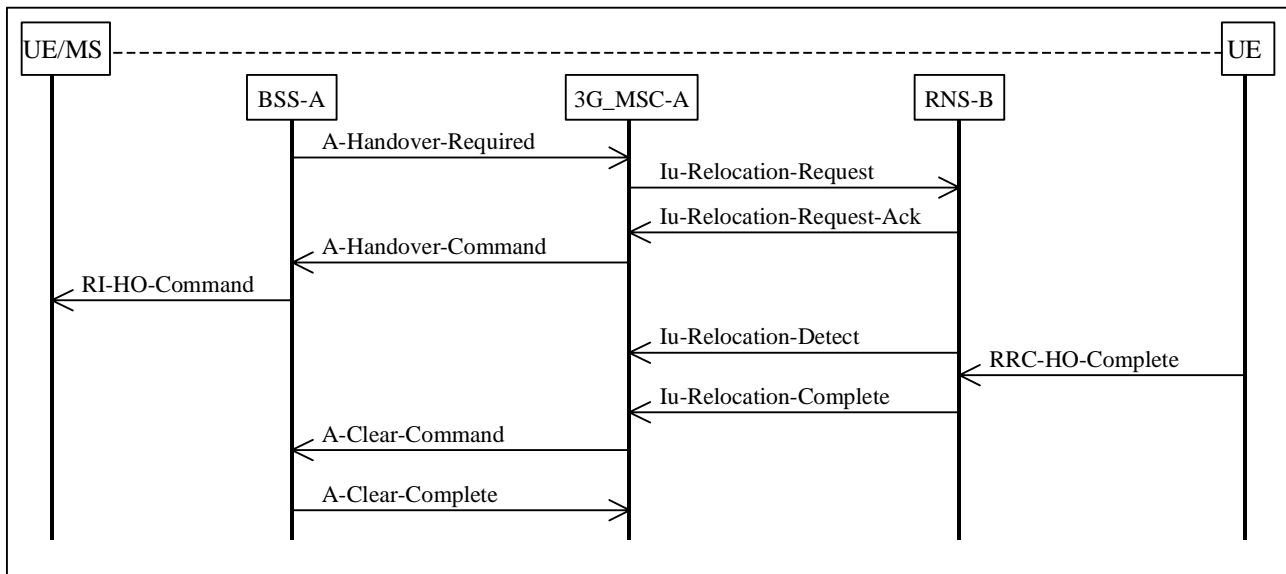 UE/MS
UE
BSS-A
3G_MSC-A
RNS-B
A-Handover-Required
Iu-Relocation-Request
Iu-Relocation-Request-Ack
A-Handover-Command
RI-HO-Command
Iu-Relocation-Detect
RRC-HO-Complete
Iu-Relocation-Complete
A-Clear-Command
A-Clear-Complete